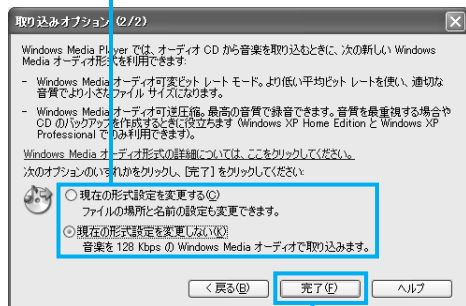 取り込みオプション (2/2)
Windows Media Player では、オーディオ CD から音楽を取り込むときに、次の新しい Windows
Media オーディオ形式を利用できます:
- Windows Media オーディオ可変ビット レート モード。より低い平均ビット レートを使い、適切な
音質でより小さなファイル サイズになります。
- Windows Media オーディオ可逆圧縮。最高の音質で録音できます。音質を最重視する場合や
CD のバックアップを作成するときに役立ちます (Windows XP Home Edition と Windows XP
Professional でのみ利用できます)。
Windows Media オーディオ形式の詳細については、ここをクリックしてください。
次のオプションのいずれかをクリックし、[完了] をクリックしてください:
現在の形式設定を変更する(C)
ファイルの場所と名前の設定も変更できます。
現在の形式設定を変更しない(K)
音楽を 128 Kbps の Windows Media オーディオで取り込みます。
< 戻る(B)
完了(F)
ヘルプ